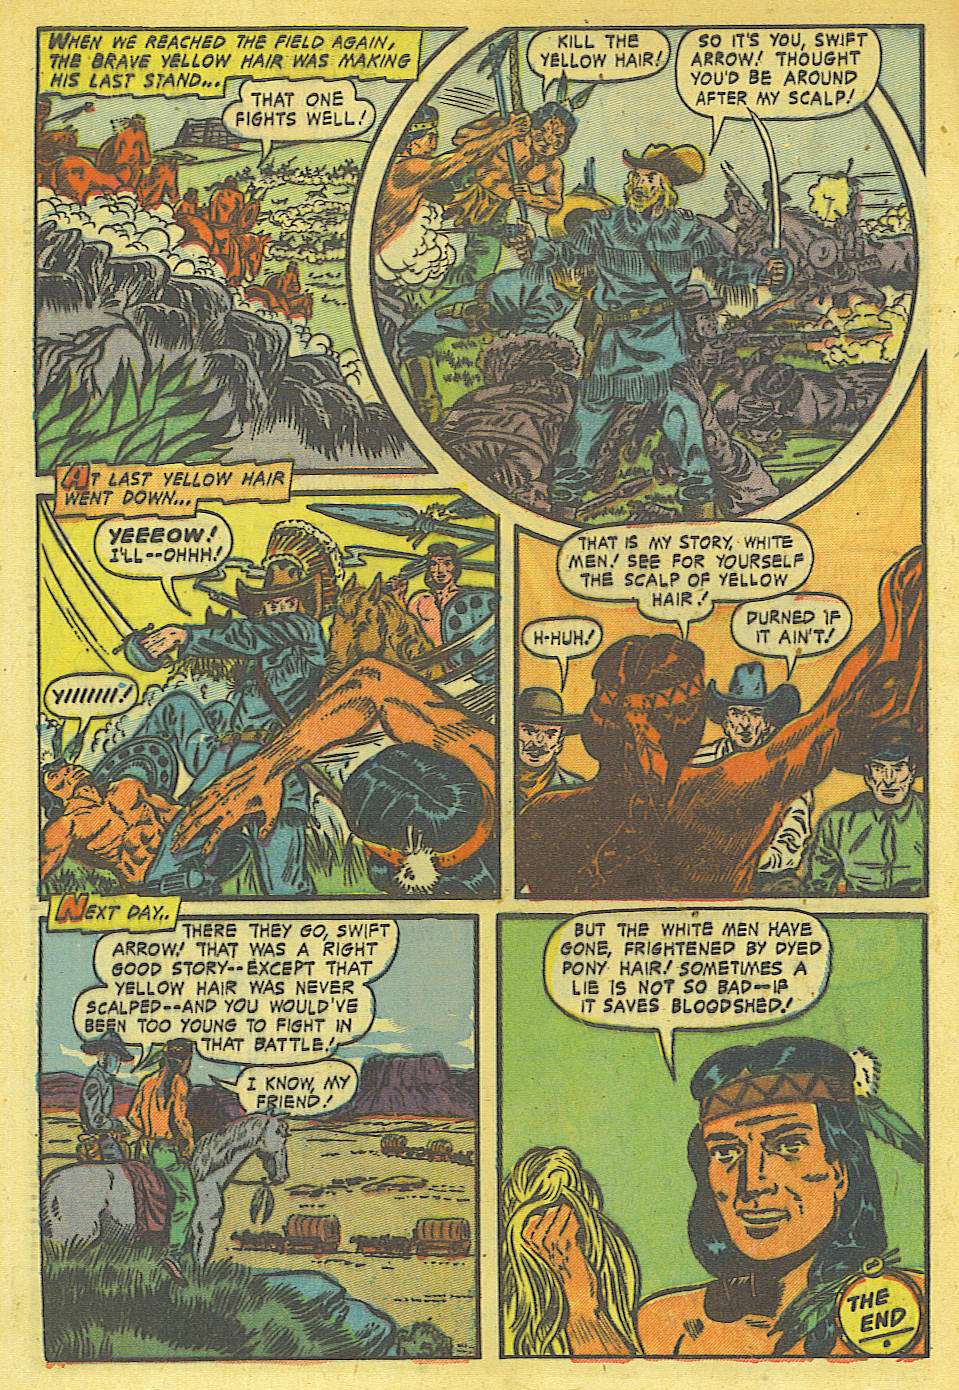 WHEN WE REACHED THE FIELD AGAIN,
THE BRAVE YELLOW HAIR WAS MAKING
HIS LAST STAND...
THAT ONE
FIGHTS WELL!
KILL THE
YELLOW HAIR!
SO IT'S YOU, SWIFT
ARROW! THOUGHT
YOU'D BE AROUND
AFTER MY SCALP!
AT LAST YELLOW HAIR
WENT DOWN...
YEEEOW!
I'LL--OHHH!
YIIIIIII!
THAT IS MY STORY, WHITE
MEN! SEE FOR YOURSELF
THE SCALP OF YELLOW
HAIR!
H-HUH!
DURNED IF
IT AIN'T!
NEXT DAY..
THERE THEY GO, SWIFT
ARROW! THAT WAS A RIGHT
GOOD STORY--EXCEPT THAT
YELLOW HAIR WAS NEVER
SCALPED--AND YOU WOULD'VE
BEEN TOO YOUNG TO FIGHT IN
THAT BATTLE!
I KNOW, MY
FRIEND!
BUT THE WHITE MEN HAVE
GONE, FRIGHTENED BY DYED
PONY HAIR! SOMETIMES A
LIE IS NOT SO BAD--IF
IT SAVES BLOODSHED!
THE
END